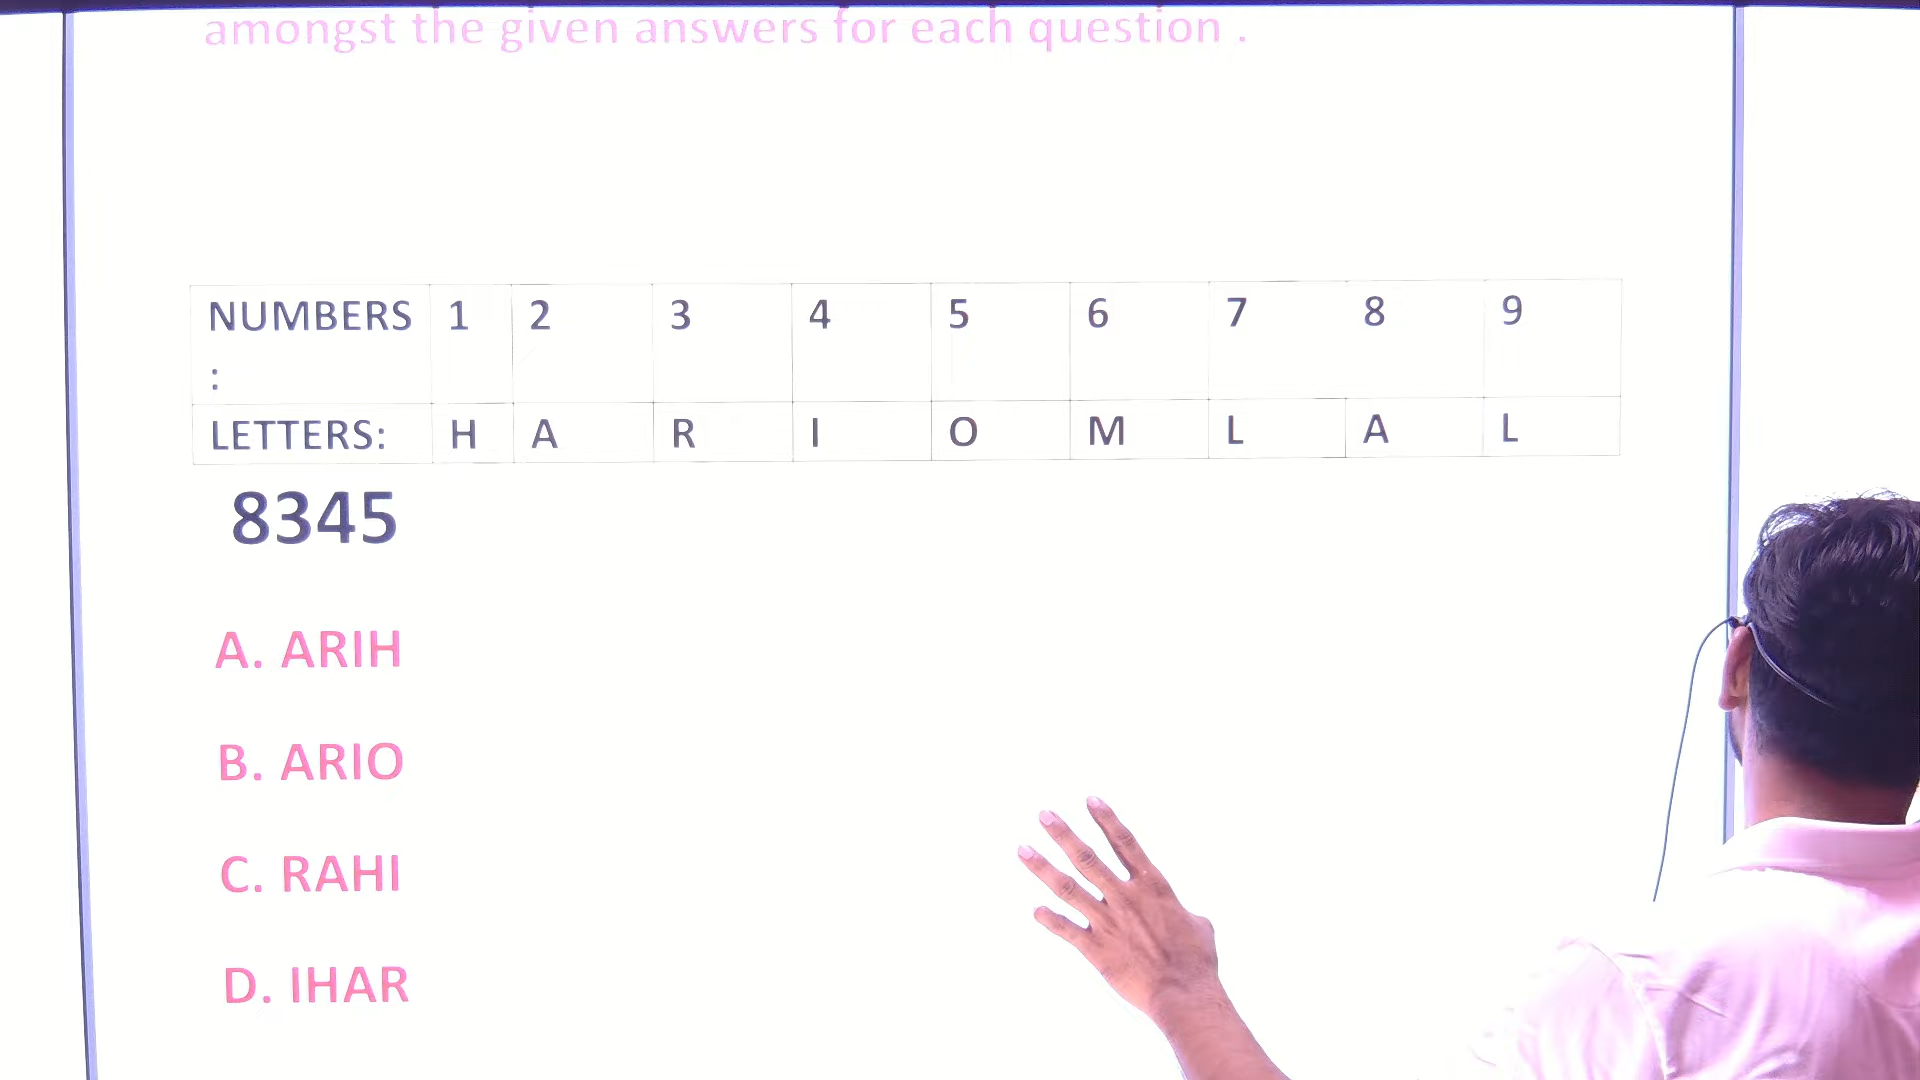 amongst the given answers for each question .
NUMBERS : 1 2 3 4 5 6 7 8 9
LETTERS: H A R I O M L A L
8345
A. ARIH
B. ARIO
C. RAHI
D. IHAR